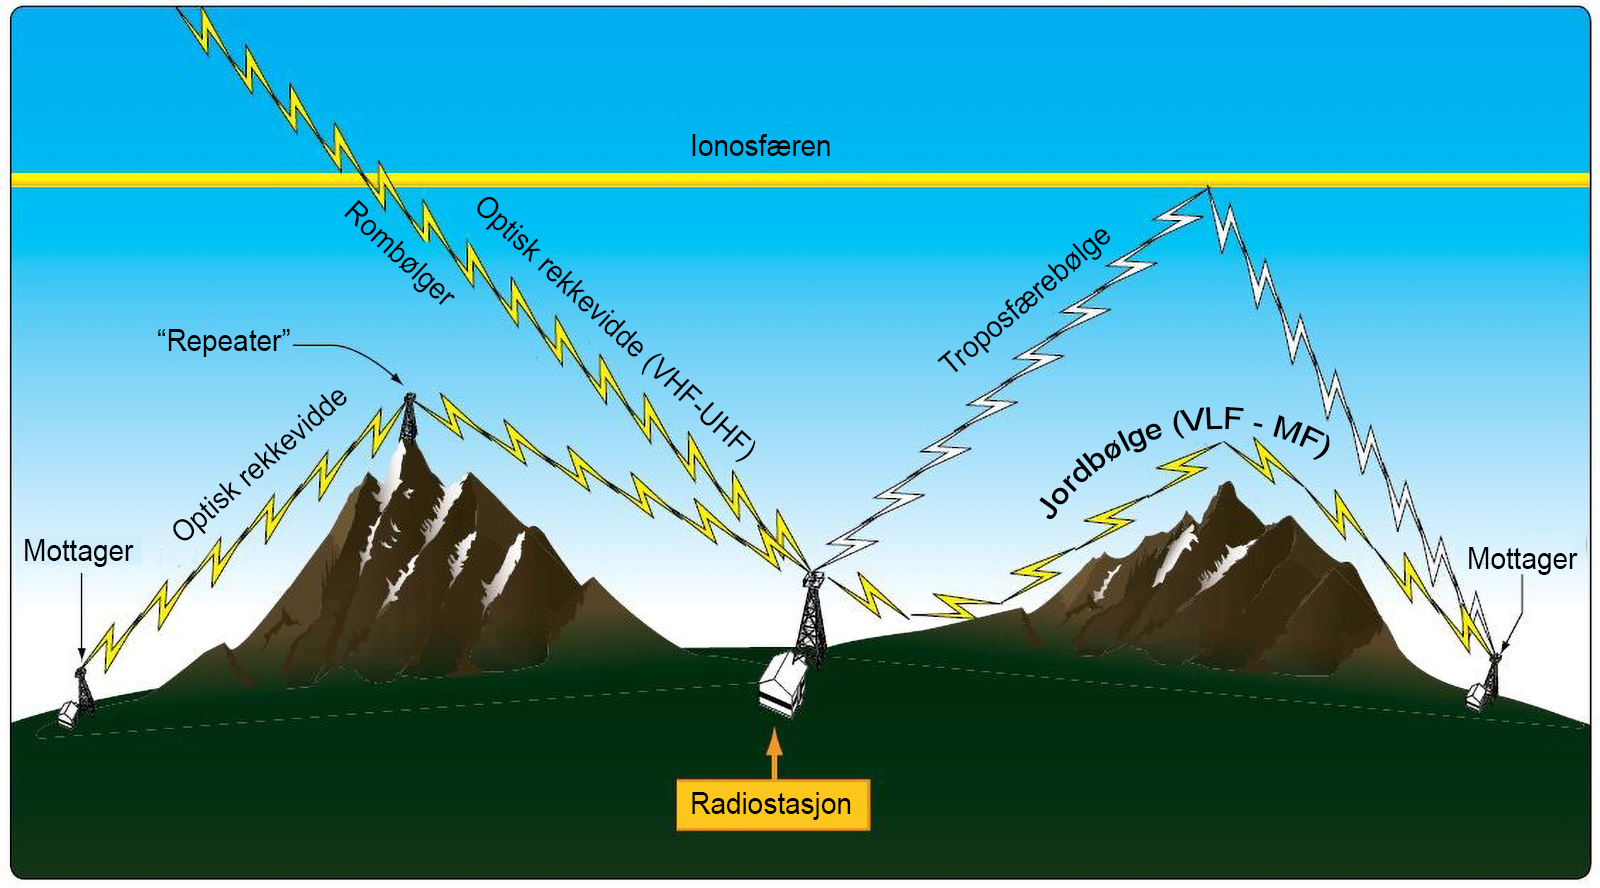 Ionosfæren
Rombølger
Optisk rekkevidde (VHF-UHF)
Troposfærebølge
“Repeater”
Optisk rekkevidde
Jordbølge (VLF - MF)
Mottager
Mottager
Radiostasjon